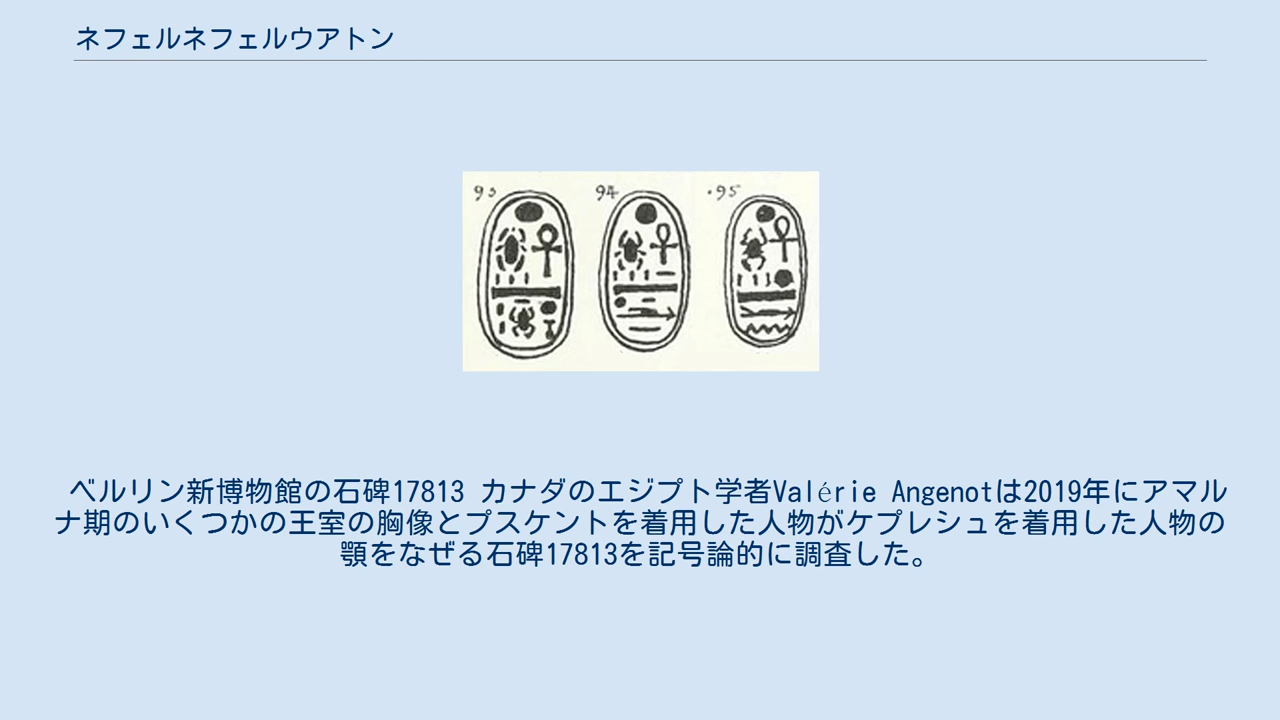 ネフェルネフェルウアトン
94
95
ベルリン新博物館の石碑17813 カナダのエジプト学者Valérie Angenotは2019年にアマル
ナ期のいくつかの王室の胸像とプスケントを着用した人物がケプレシュを着用した人物の
顎をなぜる石碑17813を記号論的に調査した。